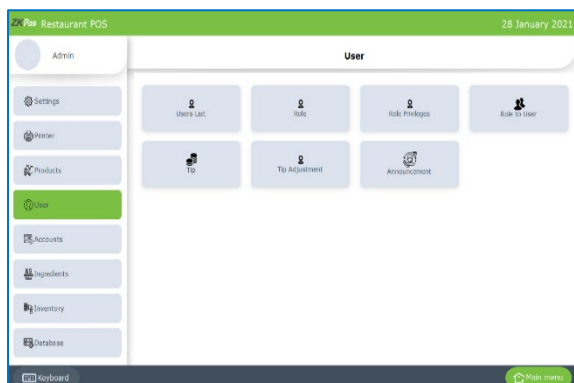 ZKPos Restaurant POS
28 January 2021
Admin
User
Settings
Printer
Products
User
Accounts
Ingredients
Inventory
Database
Users List
Role
Role Privileges
Role to User
Tip
Tip Adjustment
Announcement
Keyboard
Main menu